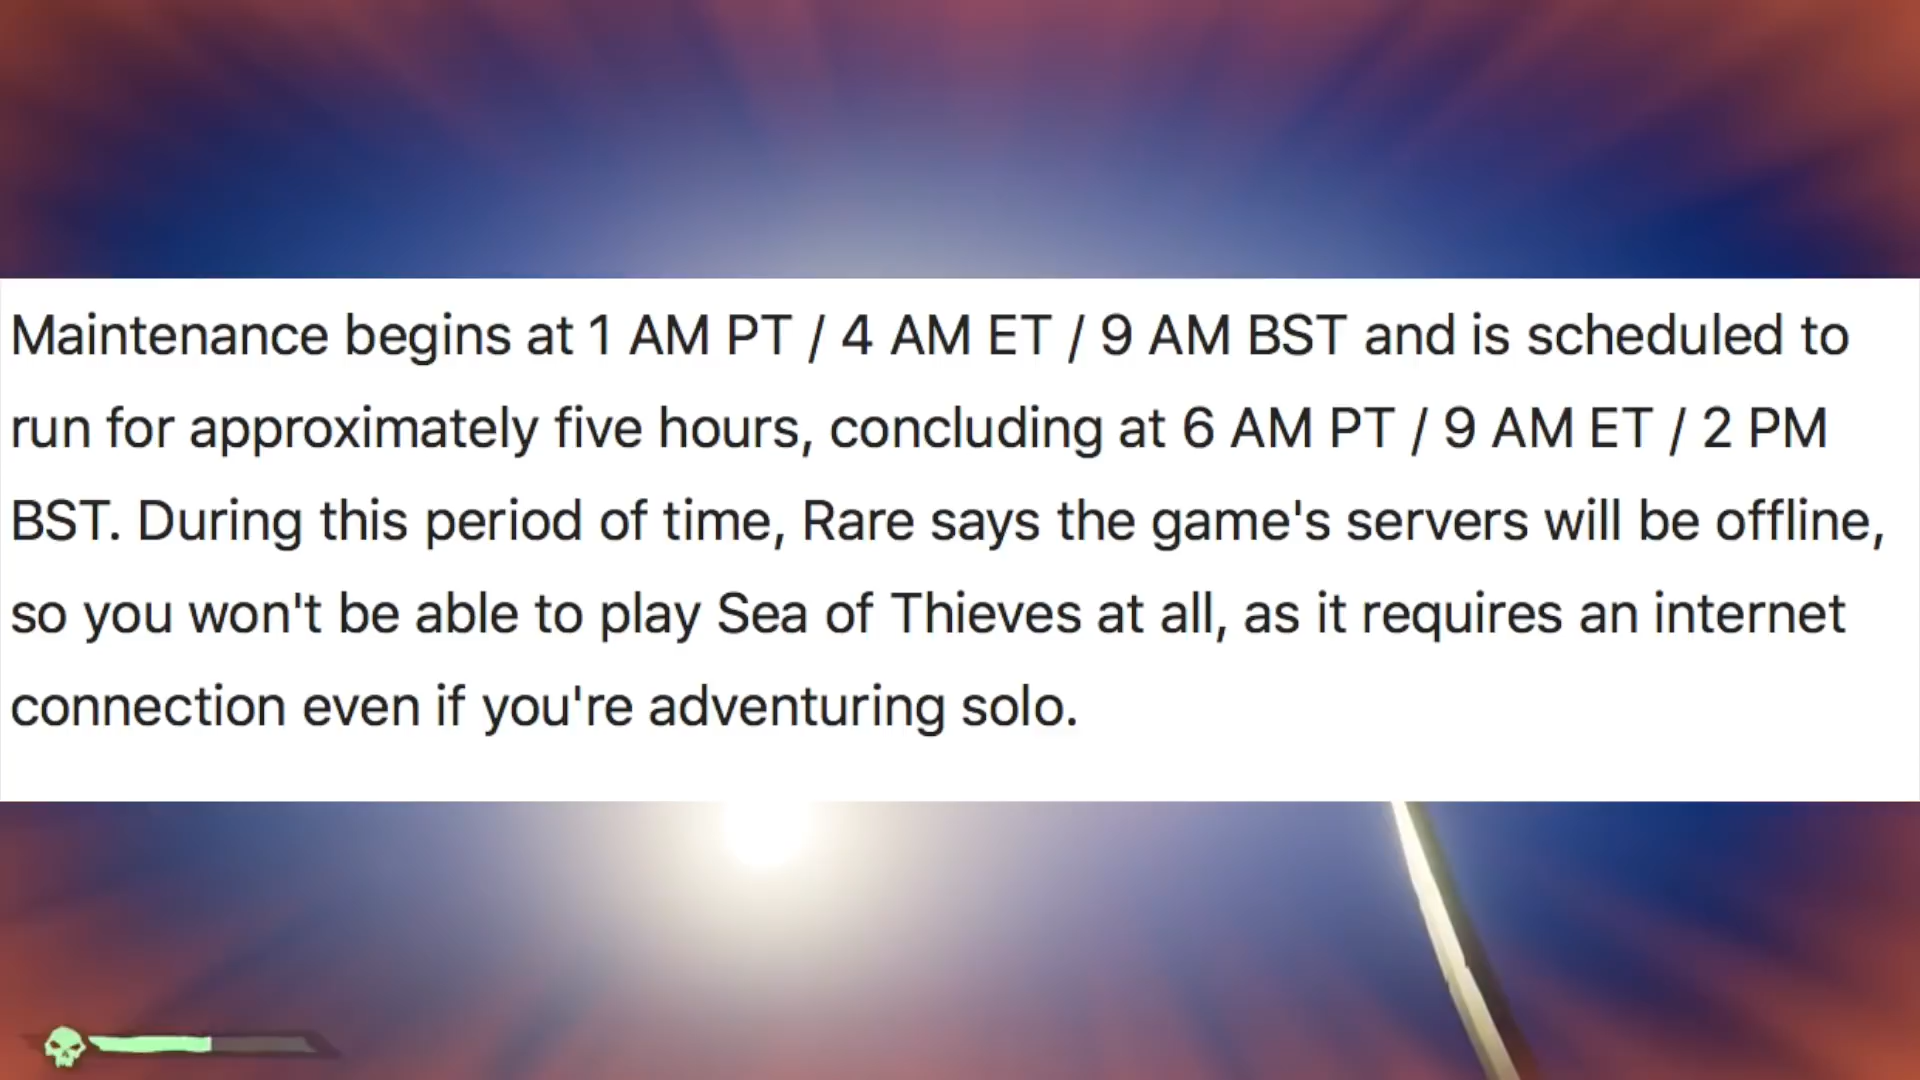 Maintenance begins at 1 AM PT / 4 AM ET / 9 AM BST and is scheduled to
run for approximately five hours, concluding at 6 AM PT / 9 AM ET / 2 PM
BST. During this period of time, Rare says the game's servers will be offline,
so you won't be able to play Sea of Thieves at all, as it requires an internet
connection even if you're adventuring solo.